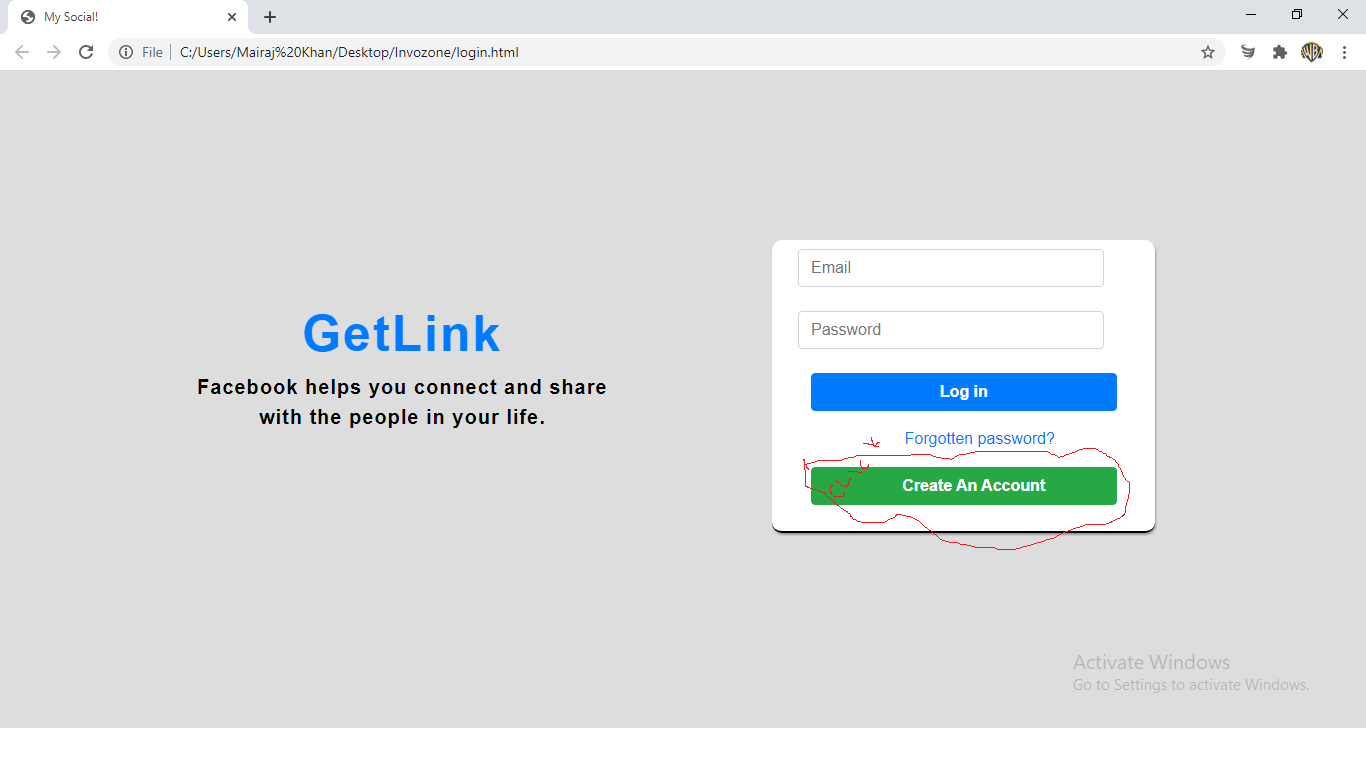 My Social!
File
C:/Users/Mairaj%20Khan/Desktop/Invozone/login.html
WB
GetLink
Facebook helps you connect and share
with the people in your life.
Email
Password
Log in
Forgotten password?
Create An Account
Activate Windows
Go to Settings to activate Windows.